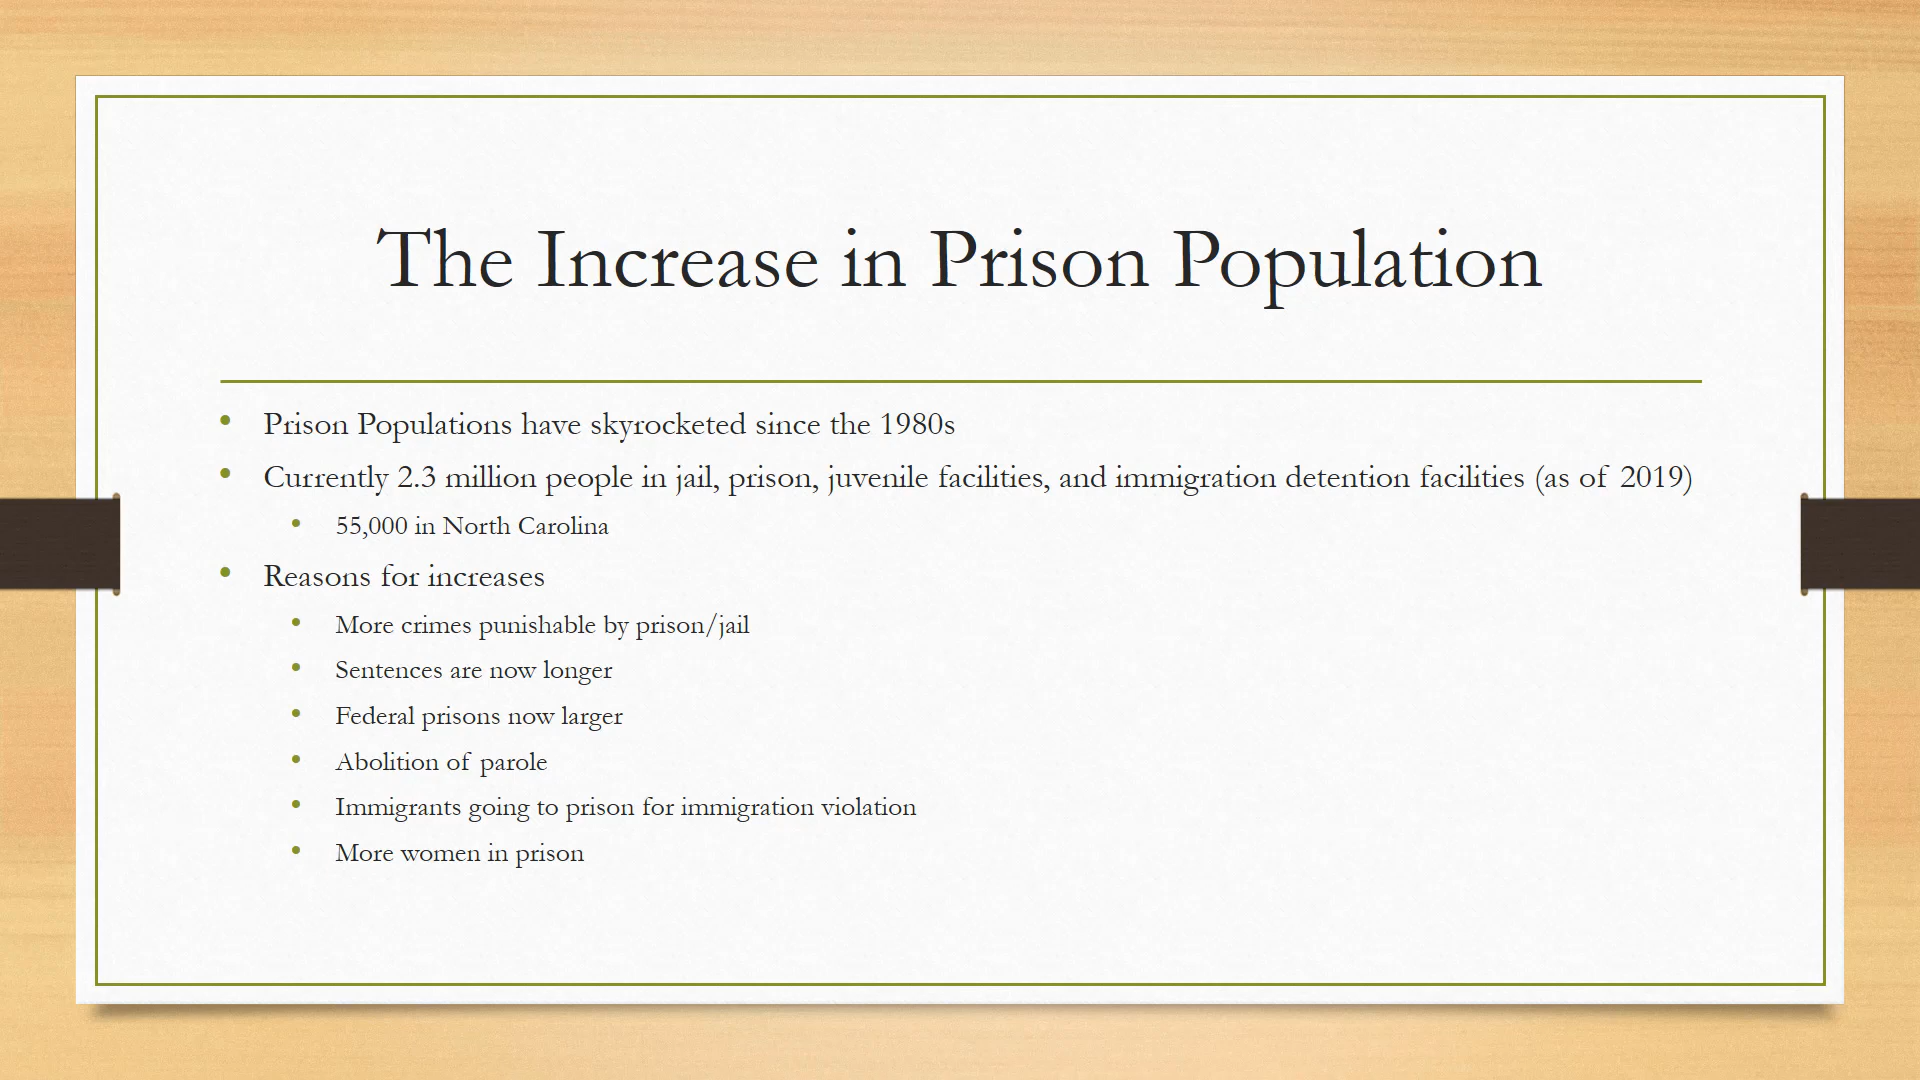 The Increase in Prison Population
Prison Populations have skyrocketed since the 1980s
Currently 2.3 million people in jail, prison, juvenile facilities, and immigration detention facilities (as of 2019)
55,000 in North Carolina
Reasons for increases
More crimes punishable by prison/jail
Sentences are now longer
Federal prisons now larger
Abolition of parole
Immigrants going to prison for immigration violation
More women in prison